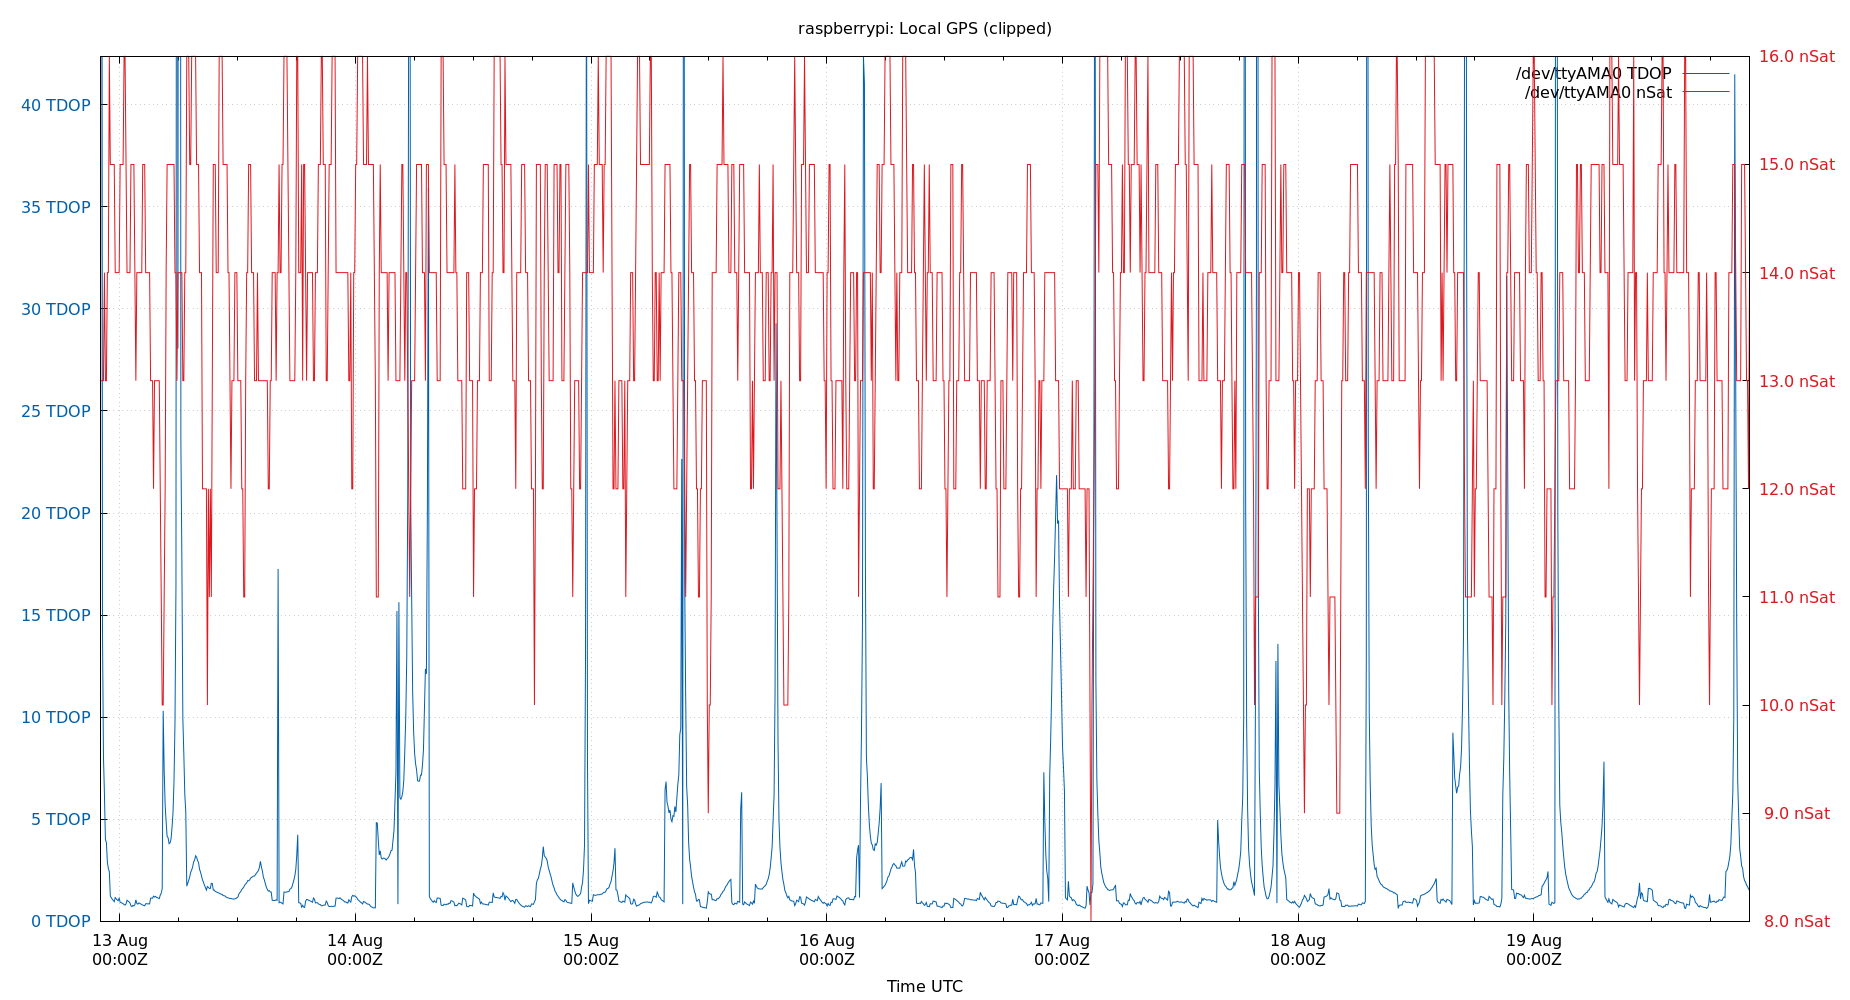 raspberrypi: Local GPS (clipped)
/dev/ttyAMA0 TDOP
/dev/ttyAMA0 nSat
40 TDOP
35 TDOP
30 TDOP
25 TDOP
20 TDOP
15 TDOP
10 TDOP
5 TDOP
0 TDOP
16.0 nSat
15.0 nSat
14.0 nSat
13.0 nSat
12.0 nSat
11.0 nSat
10.0 nSat
9.0 nSat
8.0 nSat
13 Aug
00:00Z
14 Aug
00:00Z
15 Aug
00:00Z
16 Aug
00:00Z
17 Aug
00:00Z
18 Aug
00:00Z
19 Aug
00:00Z
Time UTC